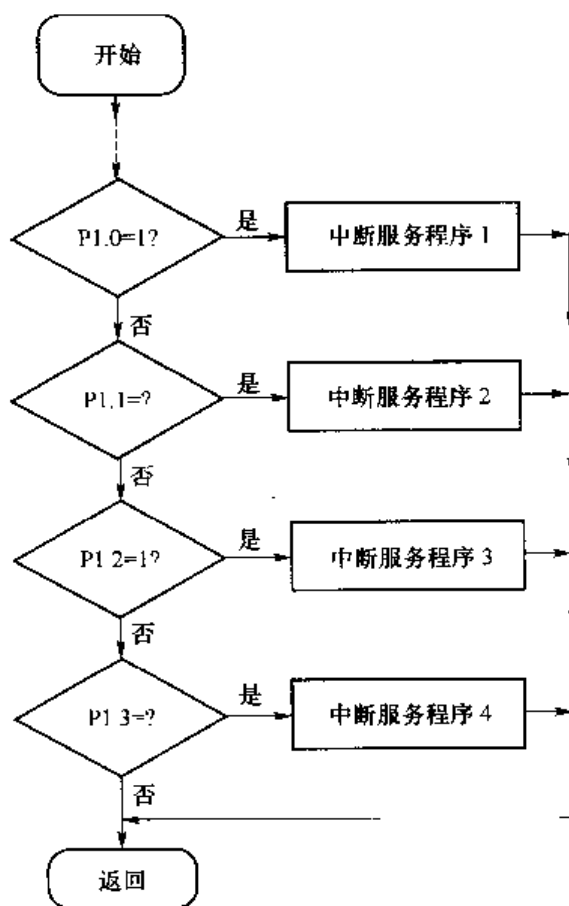 开始
P1.0=1?
是
中断服务程序 1
否
P1.1=?
是
中断服务程序 2
否
P1 2=1?
是
中断服务程序 3
否
P1 3=?
是
中断服务程序 4
否
返回